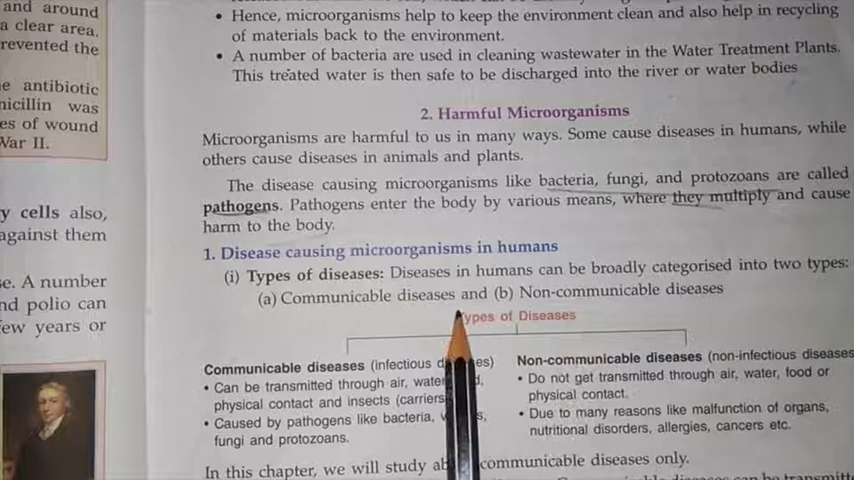 and around
a clear area.
revented the
e antibiotic
nicillin was
es of wound
War II.
y cells also,
against them
se. A number
nd polio can
few years or
• Hence, microorganisms help to keep the environment clean and also help in recycling
of materials back to the environment.
• A number of bacteria are used in cleaning wastewater in the Water Treatment Plants.
This treated water is then safe to be discharged into the river or water bodies
2. Harmful Microorganisms
Microorganisms are harmful to us in many ways. Some cause diseases in humans, while
others cause diseases in animals and plants.
The disease causing microorganisms like bacteria, fungi, and protozoans are called
pathogens. Pathogens enter the body by various means, where they multiply and cause
harm to the body.
1. Disease causing microorganisms in humans
(i) Types of diseases: Diseases in humans can be broadly categorised into two types:
(a) Communicable diseases and (b) Non-communicable diseases
Types of Diseases
Communicable diseases (infectious d es)
• Can be transmitted through air, water d,
physical contact and insects (carriers
• Caused by pathogens like bacteria, v s,
fungi and protozoans.
Non-communicable diseases (non-infectious diseases
• Do not get transmitted through air, water, food or
physical contact.
• Due to many reasons like malfunction of organs,
nutritional disorders, allergies, cancers etc.
In this chapter, we will study ab communicable diseases only.